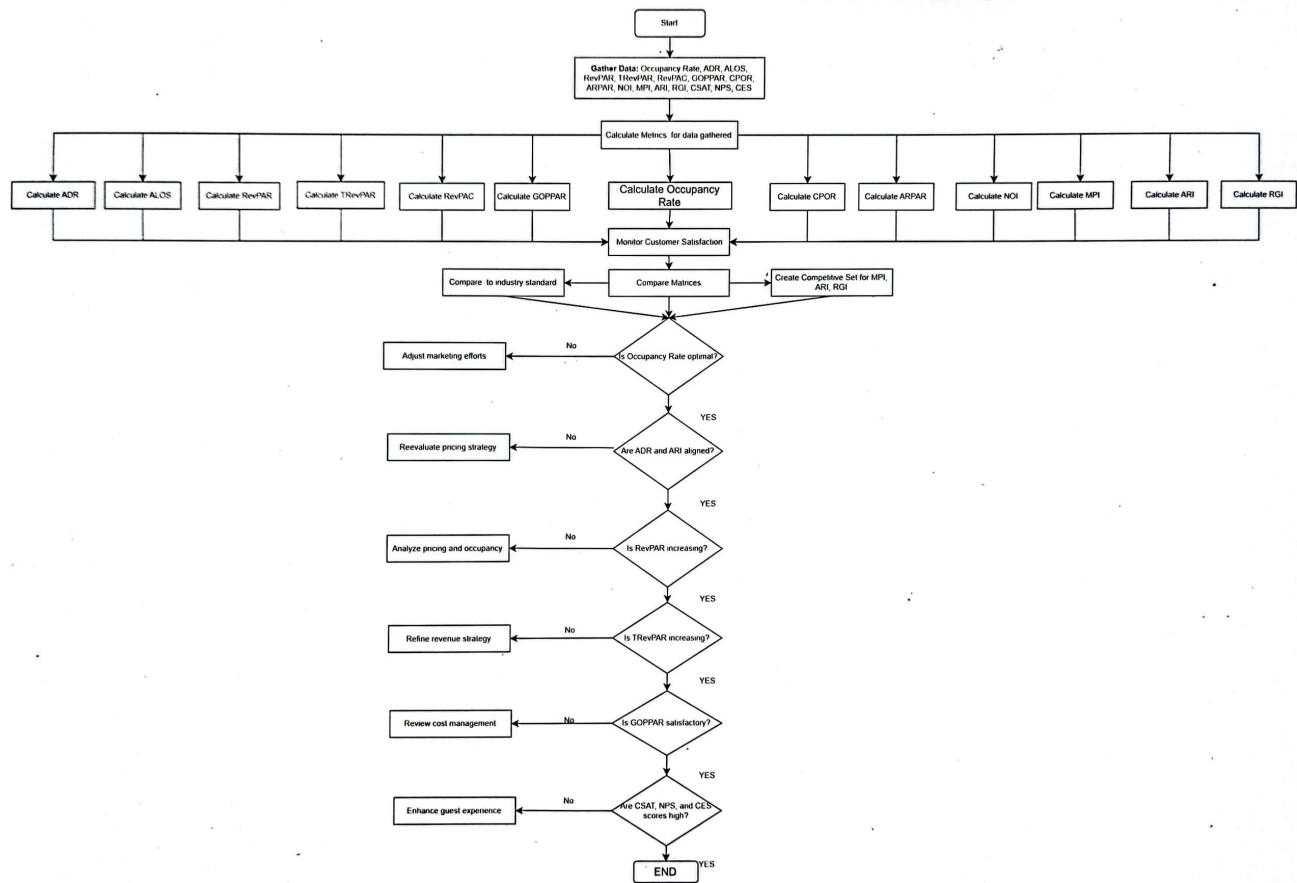 Start
Gather Data: Occupancy Rate, ADR, ALOS,
RevPAR, TRevPAR, RevPAC, GOPPAR, CPOR,
ARPAR, NOI, MPI, ARI, RGI, CSAT, NPS, CES
Calculate Metrics for data gathered
Calculate ADR
Calculate ALOS
Calculate RevPAR
Calculate TRevPAR
Calculate RevPAC
Calculate GOPPAR
Calculate Occupancy
Rate
Calculate CPOR
Calculate ARPAR
Calculate NOI
Calculate MPI
Calculate ARI
Calculate RGI
Monitor Customer Satisfaction
Compare to industry standard
Compare Matrices
Create Competitive Set for MPI,
ARI, RGI
Is Occupancy Rate optimal?
No
Adjust marketing efforts
YES
Are ADR and ARI aligned?
No
Reevaluate pricing strategy
YES
Is RevPAR increasing?
No
Analyze pricing and occupancy
YES
Is TRevPAR increasing?
No
Refine revenue strategy
YES
Is GOPPAR satisfactory?
No
Review cost management
YES
Are CSAT, NPS, and CES
scores high?
No
Enhance guest experience
YES
END